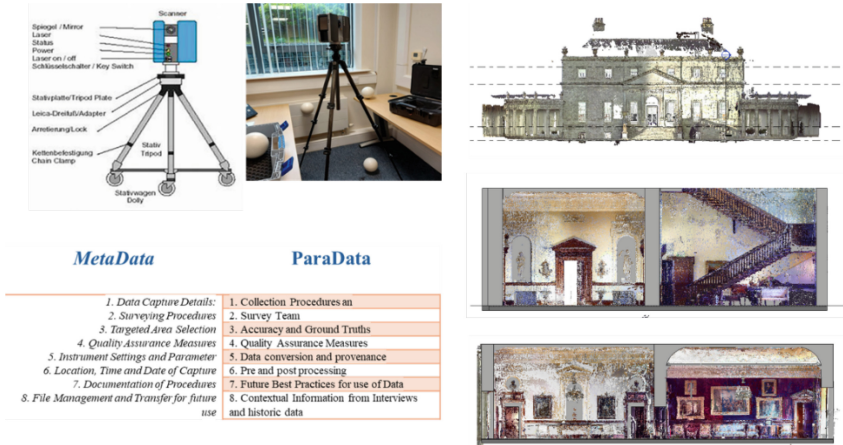 Scanner
Spiegel / Mirror
Laser
Status
Power
Laser on / off
Schlüsselschalter / Key Switch
Stativplatte/Tripod Plate
Leica-Dreifuß/Adapter
Arretierung/Lock
Kettenbefestigung
Chain Clamp
Stativ
Tripod
Stativwagen
Dolly
MetaData
1. Data Capture Details:
2. Surveying Procedures
3. Targeted Area Selection
4. Quality Assurance Measures
5. Instrument Settings and Parameter
6. Location, Time and Date of Capture
7. Documentation of Procedures
8. File Management and Transfer for future
use
ParaData
1. Collection Procedures an
2. Survey Team
3. Accuracy and Ground Truths
4. Quality Assurance Measures
5. Data conversion and provenance
6. Pre and post processing
7. Future Best Practices for use of Data
8. Contextual Information from Interviews
and historic data